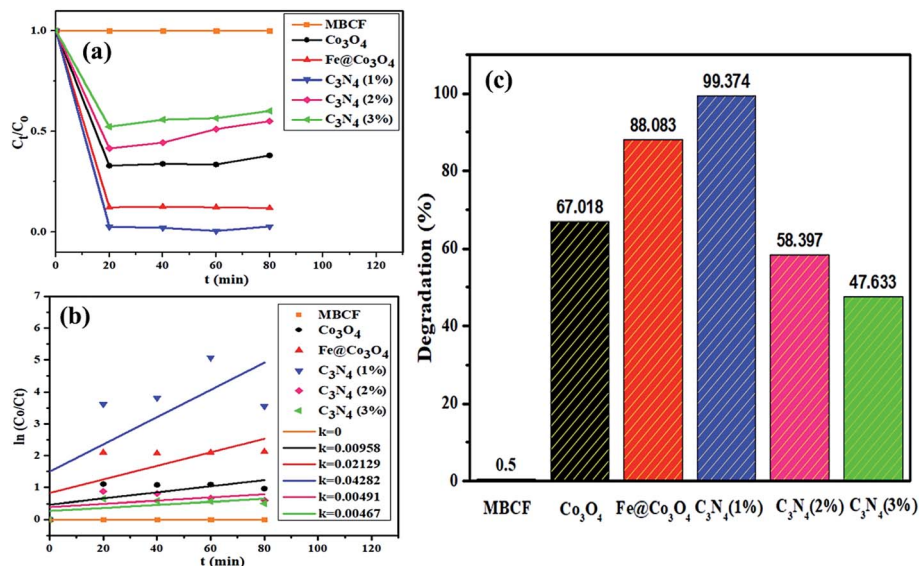 (a)
MBCF
Co₃O₄
Fe@Co₃O₄
C₃N₄ (1%)
C₃N₄ (2%)
C₃N₄ (3%)
1.0
0.5
0.0
Cₜ/C₀
0 20 40 60 80 100 120
t (min)
(b)
MBCF
Co₃O₄
Fe@Co₃O₄
C₃N₄ (1%)
C₃N₄ (2%)
C₃N₄ (3%)
k=0
k=0.00958
k=0.02129
k=0.04282
k=0.00491
k=0.00467
7
6
5
4
3
2
1
0
ln (Co/Ct)
0 20 40 60 80 100 120
t (min)
(c)
100
80
60
40
20
0
Degradation (%)
0.5
67.018
88.083
99.374
58.397
47.633
MBCF Co₃O₄ Fe@Co₃O₄ C₃N₄(1%) C₃N₄(2%) C₃N₄(3%)